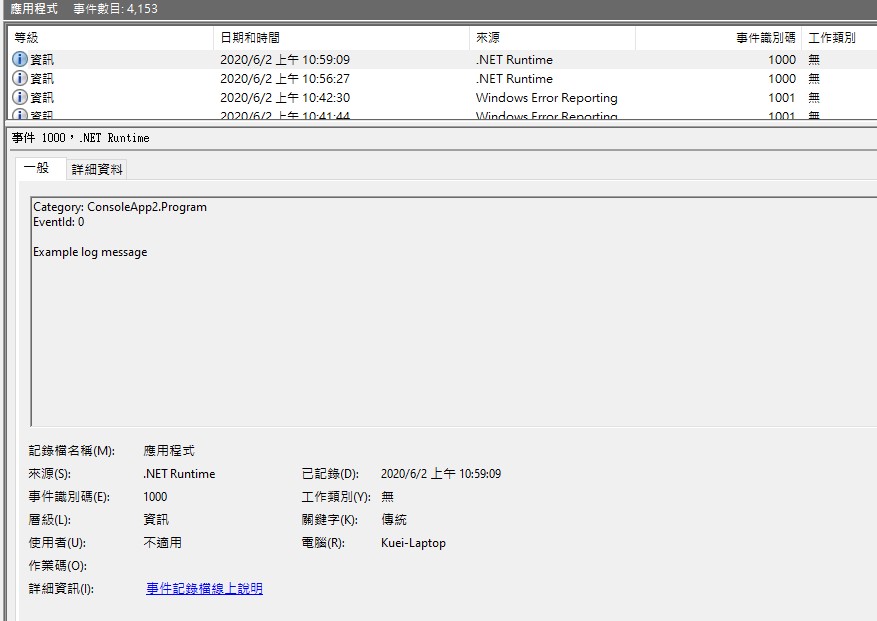 應用程式 事件數目: 4,153
等級 日期和時間 來源 事件識別碼 工作類別
資訊 2020/6/2 上午 10:59:09 .NET Runtime 1000 無
資訊 2020/6/2 上午 10:56:27 .NET Runtime 1000 無
資訊 2020/6/2 上午 10:42:30 Windows Error Reporting 1001 無
資訊 2020/6/2 上午 10:41:44 Windows Error Reporting 1001 無
事件 1000，.NET Runtime
一般 詳細資料
Category: ConsoleApp2.Program
EventId: 0
Example log message
記錄檔名稱(M): 應用程式
來源(S): .NET Runtime 已記錄(D): 2020/6/2 上午 10:59:09
事件識別碼(E): 1000 工作類別(Y): 無
層級(L): 資訊 關鍵字(K): 傳統
使用者(U): 不適用 電腦(R): Kuei-Laptop
作業碼(O):
詳細資訊(I): 事件記錄檔線上說明